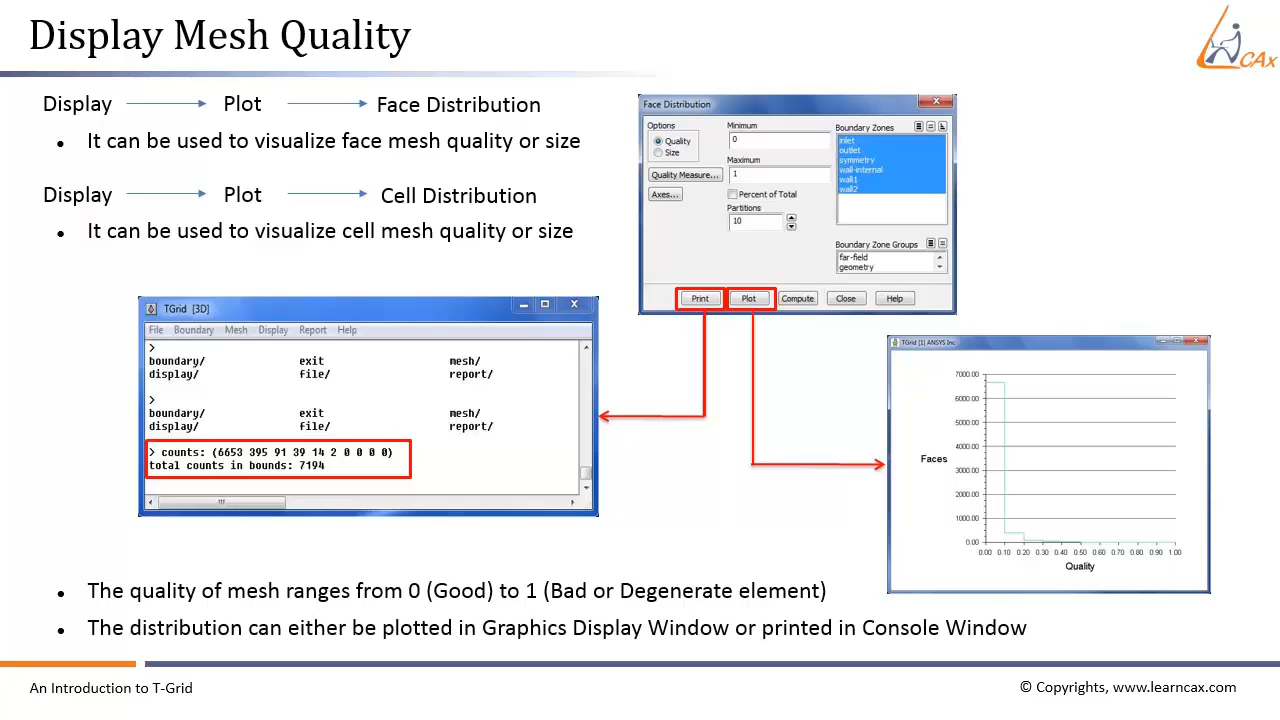 Display Mesh Quality
CAx
Display Plot Face Distribution
• It can be used to visualize face mesh quality or size
Display Plot Cell Distribution
• It can be used to visualize cell mesh quality or size
Face Distribution
Options
Quality
Size
Quality Measure...
Axes...
Minimum
0
Maximum
1
Percent of Total
Partitions
10
Boundary Zones
inlet
outlet
symmetry
wall-internal
wall1
wall2
Boundary Zone Groups
far-field
geometry
Print Plot Compute Close Help
TGrid [3D]
File Boundary Mesh Display Report Help
>
boundary/ exit mesh/
display/ file/ report/
>
boundary/ exit mesh/
display/ file/ report/
> counts: (6653 395 91 39 14 2 0 0 0 0)
total counts in bounds: 7194
TGrid [1] ANSYS Inc
7000.00
6000.00
5000.00
4000.00
3000.00
2000.00
1000.00
0.00
Faces
0.00 0.10 0.20 0.30 0.40 0.50 0.60 0.70 0.80 0.90 1.00
Quality
• The quality of mesh ranges from 0 (Good) to 1 (Bad or Degenerate element)
• The distribution can either be plotted in Graphics Display Window or printed in Console Window
An Introduction to T-Grid
© Copyrights, www.learncax.com